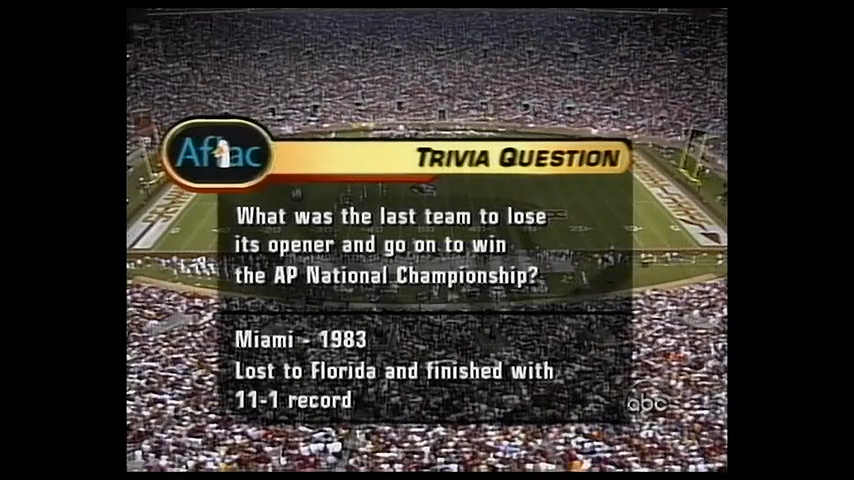 Aflac
TRIVIA QUESTION
What was the last team to lose
its opener and go on to win
the AP National Championship?
Miami - 1983
Lost to Florida and finished with
11-1 record
abc